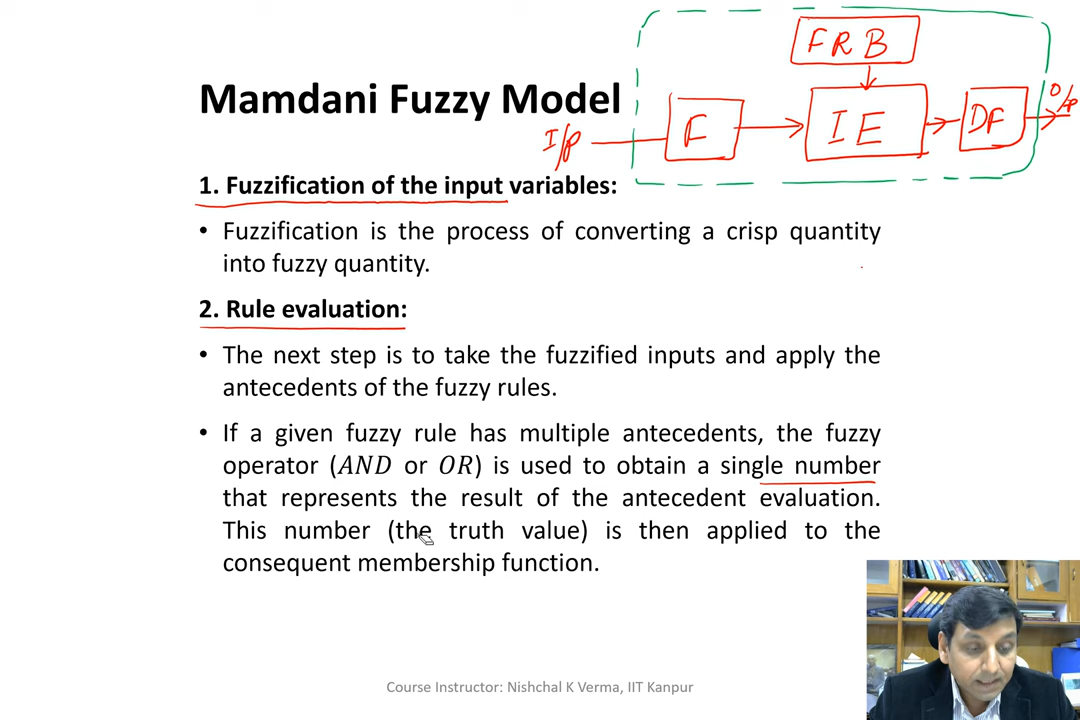 FRB
Mamdani Fuzzy Model
I/p
F
IE
DF
O/p
1. Fuzzification of the input variables:
• Fuzzification is the process of converting a crisp quantity
into fuzzy quantity.
2. Rule evaluation:
• The next step is to take the fuzzified inputs and apply the
antecedents of the fuzzy rules.
• If a given fuzzy rule has multiple antecedents, the fuzzy
operator (AND or OR) is used to obtain a single number
that represents the result of the antecedent evaluation.
This number (the truth value) is then applied to the
consequent membership function.
Course Instructor: Nishchal K Verma, IIT Kanpur